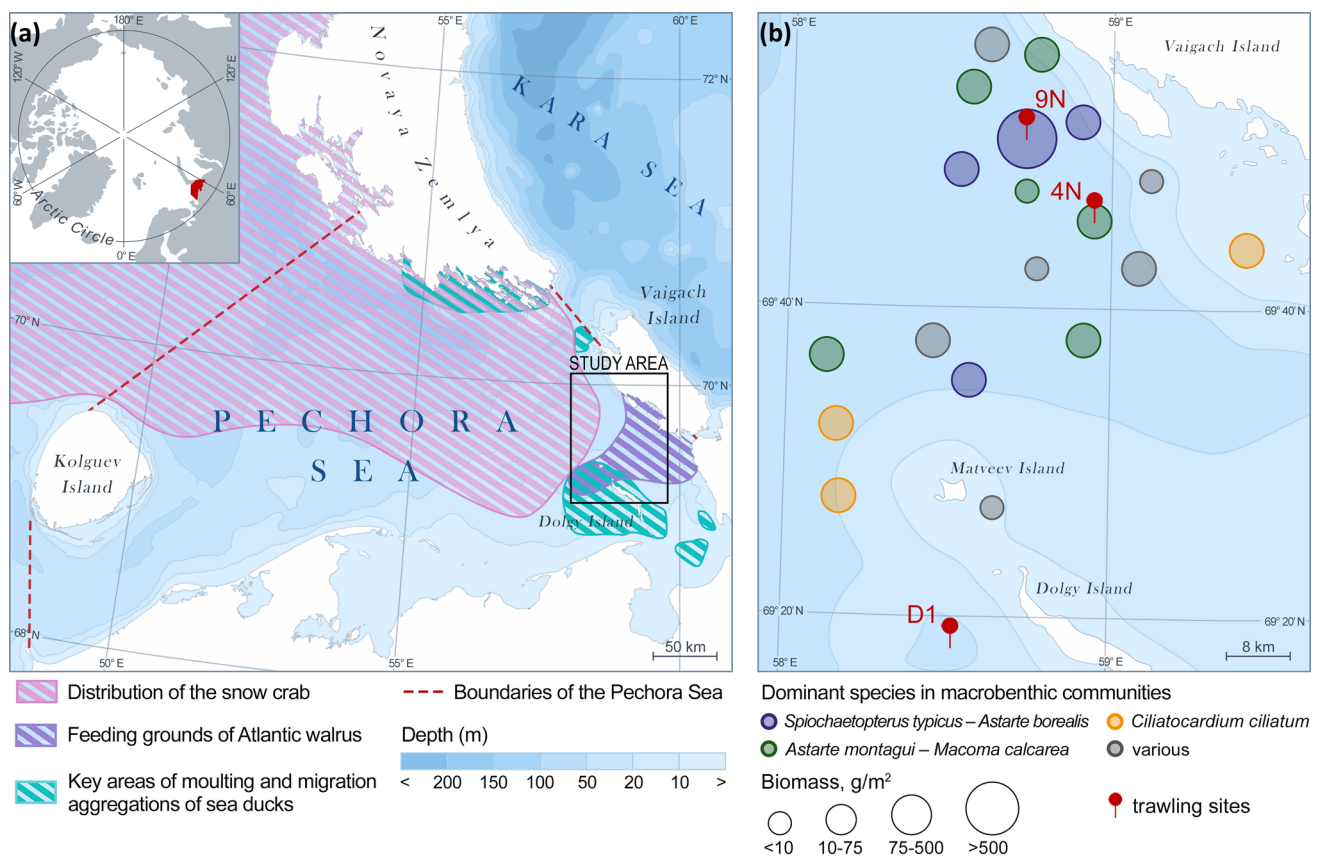 (a)
180° E
120° W
120° E
60° W
60° E
0° E
Arctic Circle
55° E
60° E
72° N
Novaya Zemlya
KARA SEA
Vaigach
Island
70° N
STUDY AREA
70° N
PECHORA
SEA
Kolguev
Island
Dolgy Island
68° N
50 km
50° E
55° E
60° E
Distribution of the snow crab
Feeding grounds of Atlantic walrus
Key areas of moulting and migration
aggregations of sea ducks
Boundaries of the Pechora Sea
Depth (m)
< 200 150 100 50 20 10 >
(b)
58° E
59° E
Vaigach Island
9N
4N
69° 40' N
69° 40' N
Matveev Island
Dolgy Island
D1
69° 20' N
69° 20' N
8 km
58° E
59° E
Dominant species in macrobenthic communities
Spiochaetopterus typicus – Astarte borealis
Ciliatocardium ciliatum
Astarte montagui – Macoma calcarea
various
Biomass, g/m²
<10 10-75 75-500 >500
trawling sites